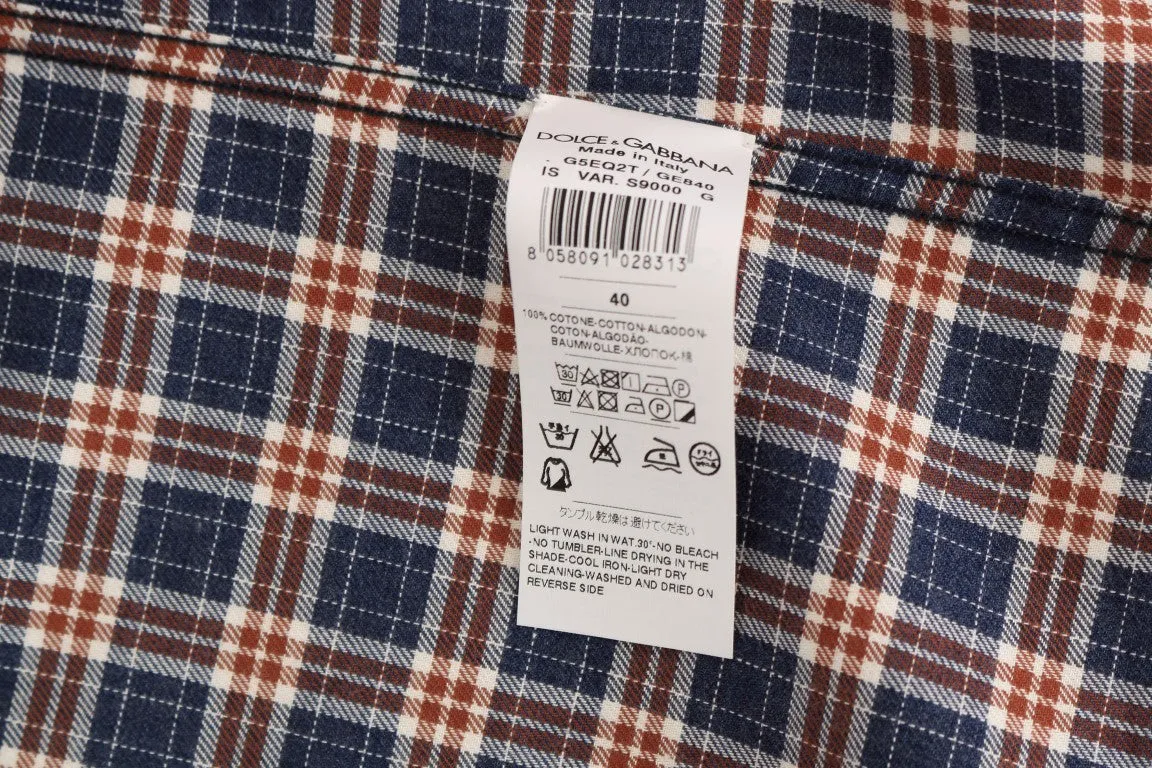 DOLCE & GABBANA
Made in Italy
G5EQ2T / GE840
IS VAR. S9000 G
8 058091 028313
40
100% COTONE-COTTON-ALGODON-
COTON-ALGODÃO-
BAUMWOLLE-ХЛОПОК-棉
30 P
30 P
30
タンブル乾燥は避けてください
LIGHT WASH IN WAT.30°-NO BLEACH
-NO TUMBLER-LINE DRYING IN THE
SHADE-COOL IRON-LIGHT DRY
CLEANING-WASHED AND DRIED ON
REVERSE SIDE